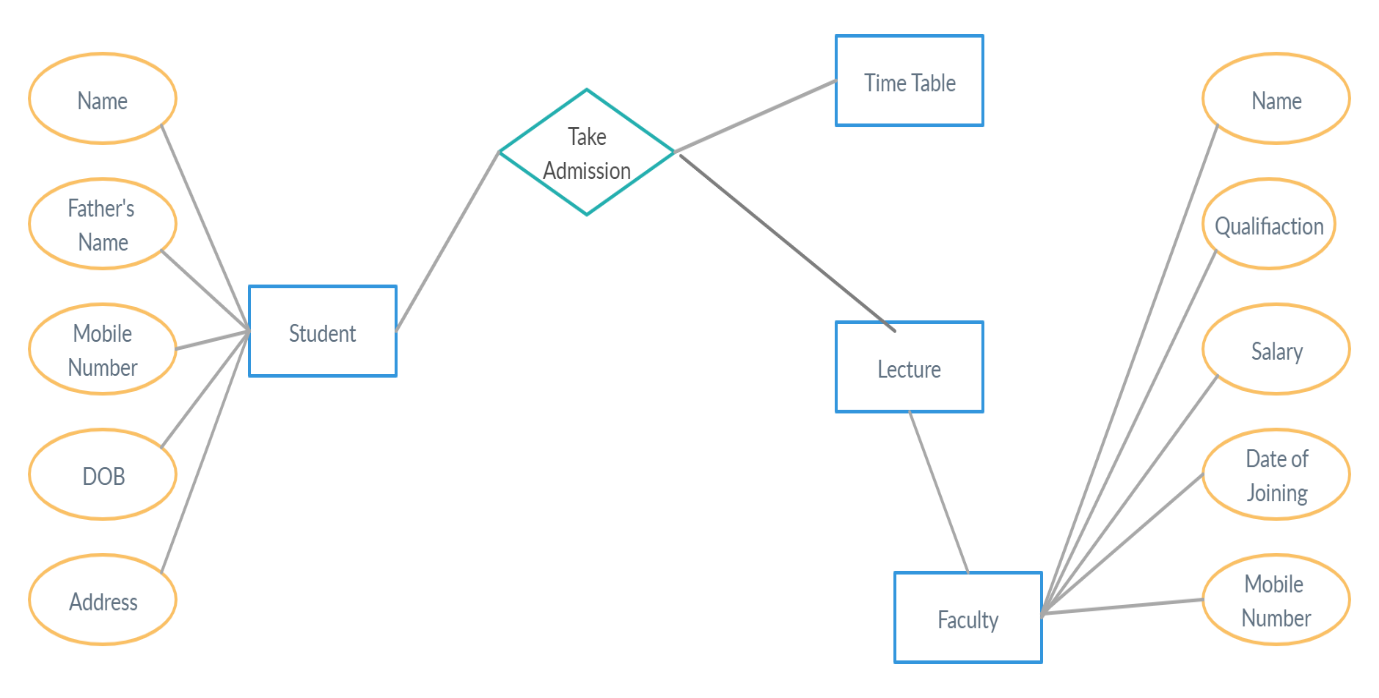 Name
Father's
Name
Mobile
Number
DOB
Address
Student
Take
Admission
Time Table
Lecture
Faculty
Name
Qualifiaction
Salary
Date of
Joining
Mobile
Number